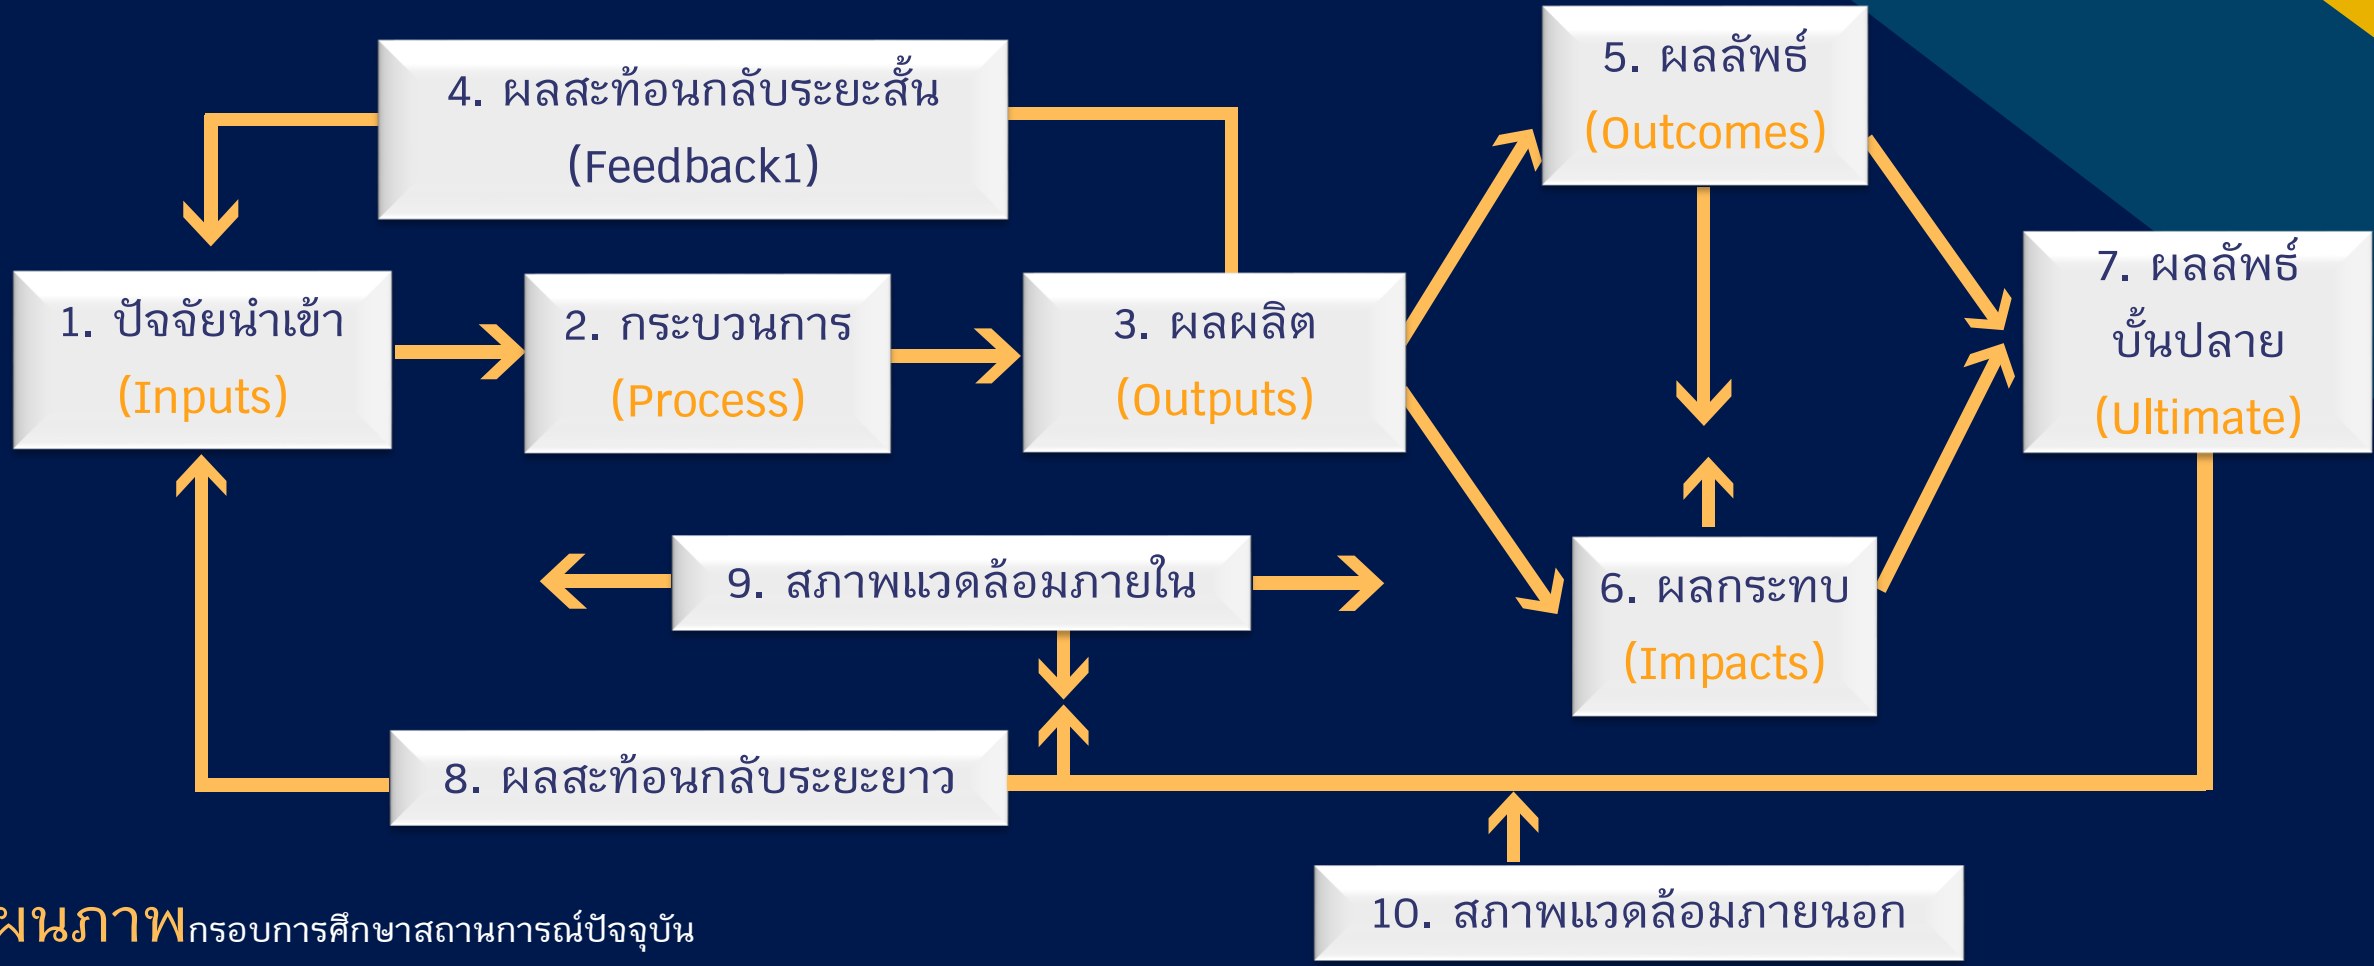 4. ผลสะท้อนกลับระยะสั้น
(Feedback1)
5. ผลลัพธ์
(Outcomes)
1. ปัจจัยนำเข้า
(Inputs)
2. กระบวนการ
(Process)
3. ผลผลิต
(Outputs)
7. ผลลัพธ์
บั้นปลาย
(Ultimate)
9. สภาพแวดล้อมภายใน
6. ผลกระทบ
(Impacts)
8. ผลสะท้อนกลับระยะยาว
10. สภาพแวดล้อมภายนอก
ผนภาพกรอบการศึกษาสถานการณ์ปัจจุบัน